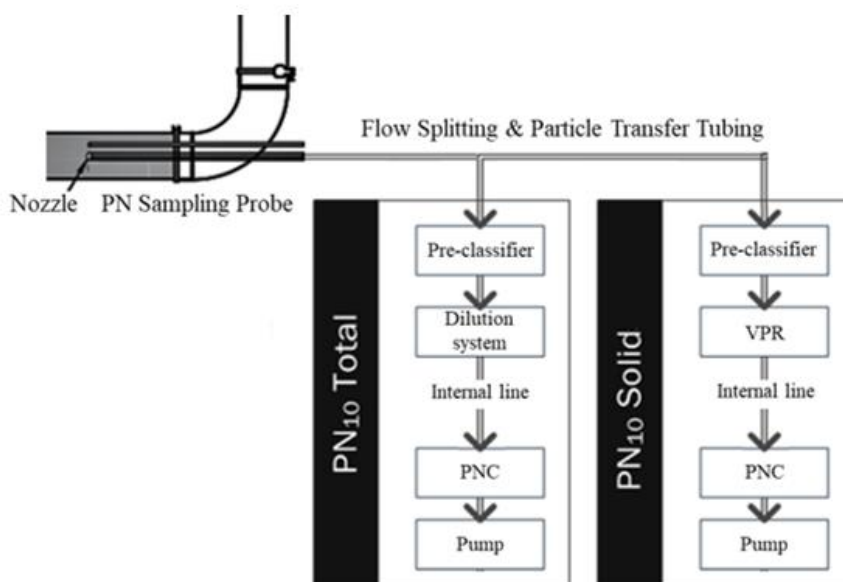 Flow Splitting & Particle Transfer Tubing
Nozzle
PN Sampling Probe
PN₁₀ Total
Pre-classifier
Dilution
system
Internal line
PNC
Pump
PN₁₀ Solid
Pre-classifier
VPR
Internal line
PNC
Pump